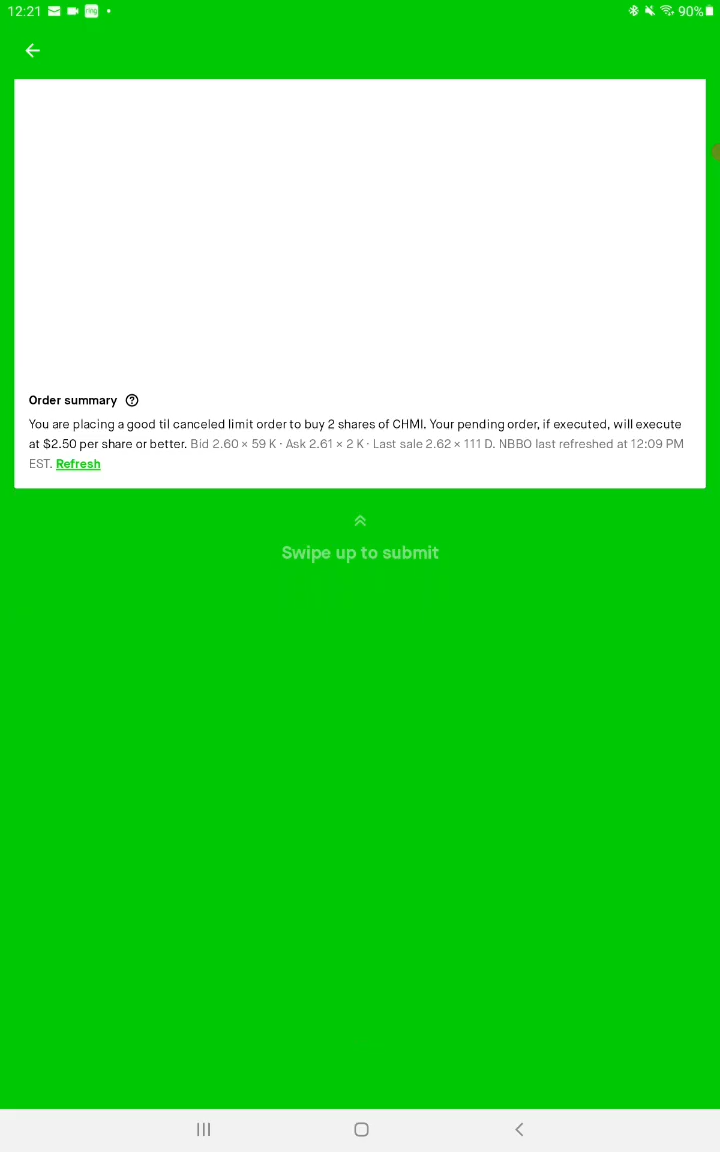 12:21
ring
90%
Order summary
You are placing a good til canceled limit order to buy 2 shares of CHMI. Your pending order, if executed, will execute
at $2.50 per share or better. Bid 2.60 × 59 K · Ask 2.61 × 2 K · Last sale 2.62 × 111 D. NBBO last refreshed at 12:09 PM
EST. Refresh
Swipe up to submit